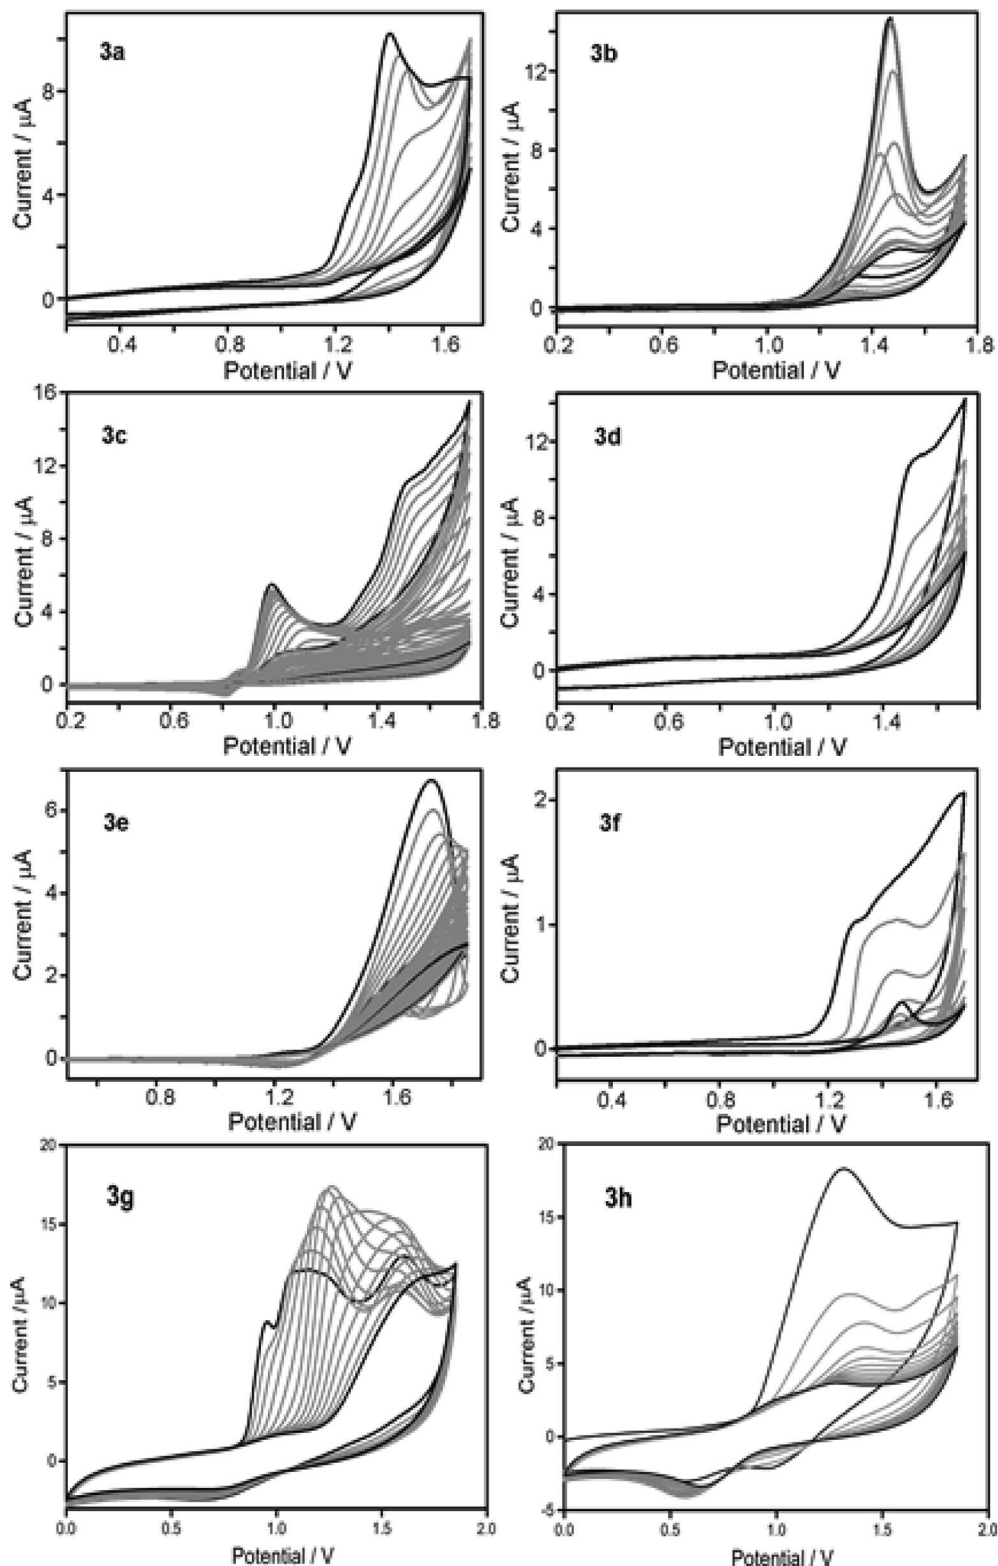 3a
Current / µA
8
4
0
0.4 0.8 1.2 1.6
Potential / V
3b
Current / µA
12
8
4
0
0.2 0.6 1.0 1.4 1.8
Potential / V
3c
Current / µA
16
12
8
4
0
0.2 0.6 1.0 1.4 1.8
Potential / V
3d
Current / µA
12
8
4
0
0.2 0.6 1.0 1.4
Potential / V
3e
Current / µA
6
4
2
0
0.8 1.2 1.6
Potential / V
3f
Current / µA
2
1
0
0.4 0.8 1.2 1.6
Potential / V
3g
Current /µA
20
15
10
5
0
0.0 0.5 1.0 1.5 2.0
Potential / V
3h
Current /µA
20
15
10
5
0
-5
0.0 0.5 1.0 1.5 2.0
Potential / V